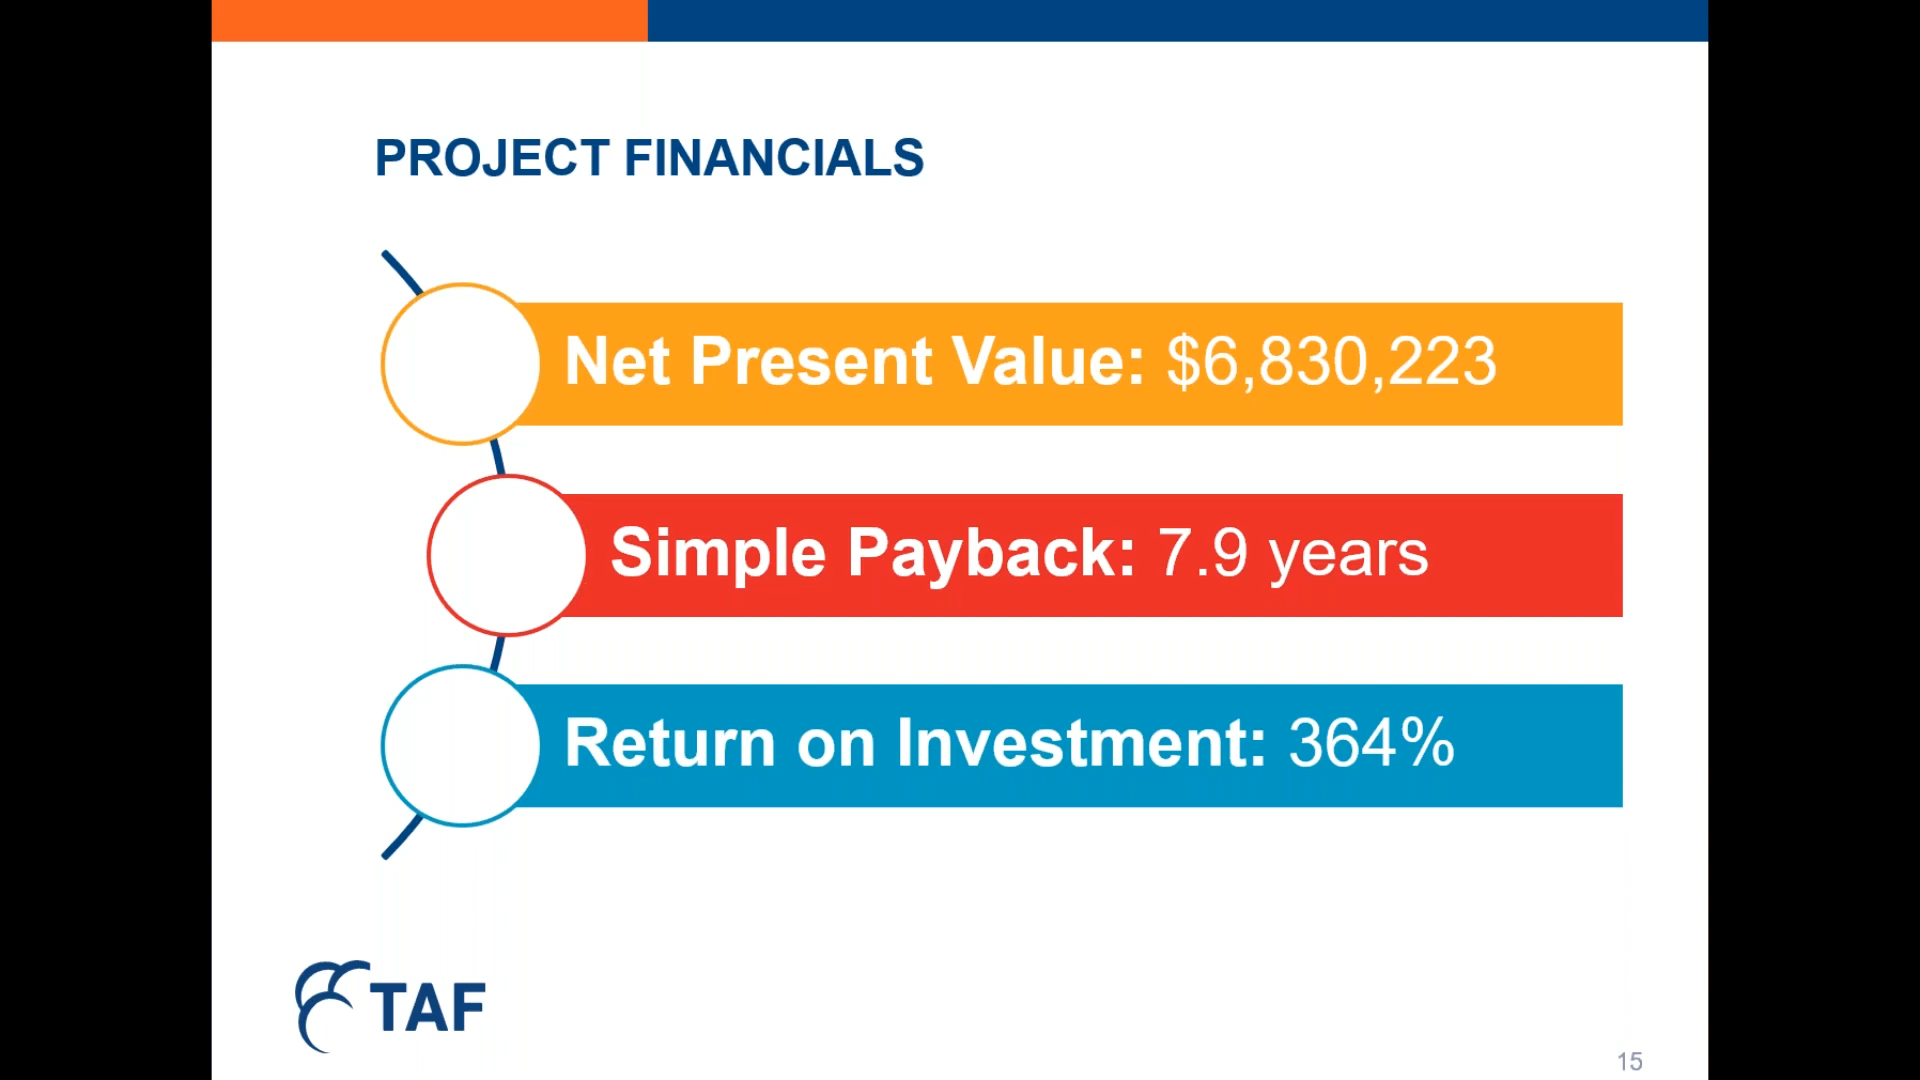 PROJECT FINANCIALS
Net Present Value: $6,830,223
Simple Payback: 7.9 years
Return on Investment: 364%
TAF
15